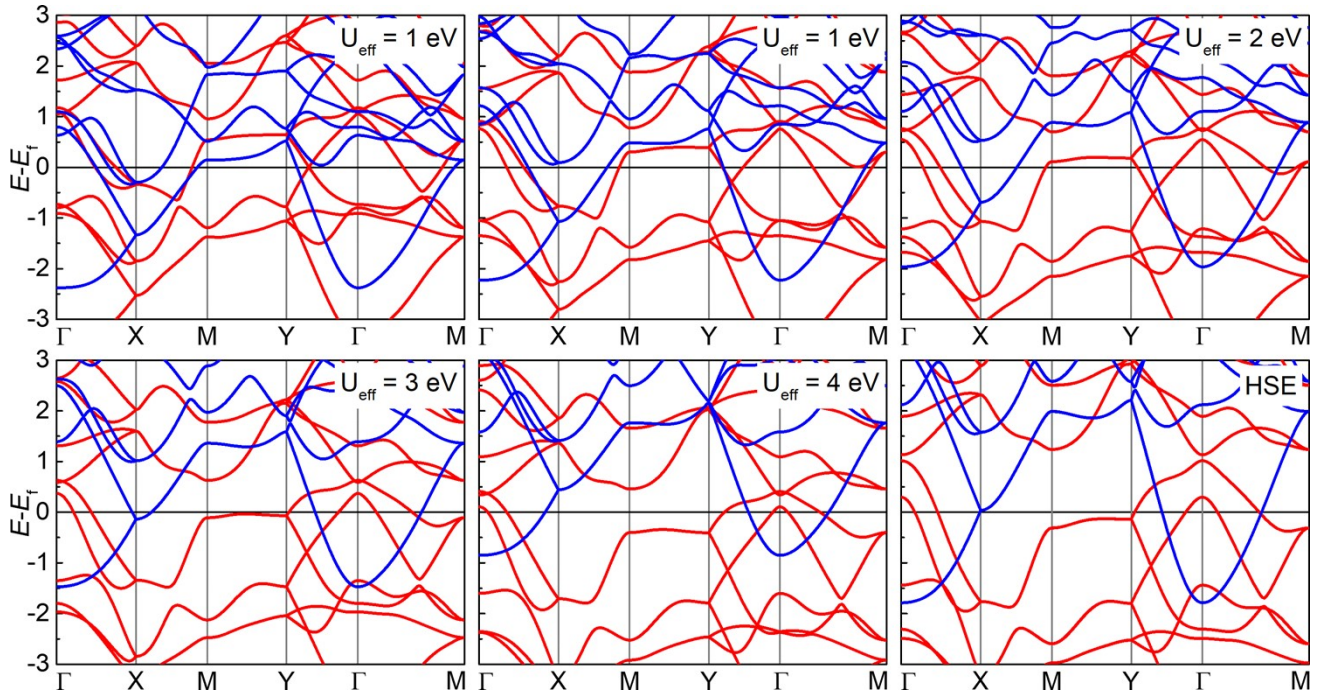 3 U_eff = 1 eV U_eff = 1 eV U_eff = 2 eV
2
1
E-E_f 0
-1
-2
-3
Γ X M Y Γ M Γ X M Y Γ M Γ X M Y Γ M
3 U_eff = 3 eV U_eff = 4 eV HSE
2
1
E-E_f 0
-1
-2
-3
Γ X M Y Γ M Γ X M Y Γ M Γ X M Y Γ M